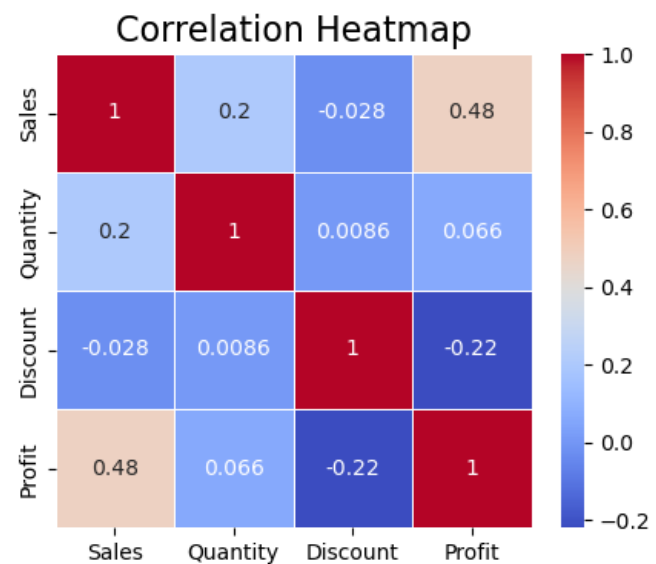 Correlation Heatmap
Sales 1 0.2 -0.028 0.48
Quantity 0.2 1 0.0086 0.066
Discount -0.028 0.0086 1 -0.22
Profit 0.48 0.066 -0.22 1
Sales Quantity Discount Profit
1.0
0.8
0.6
0.4
0.2
0.0
−0.2